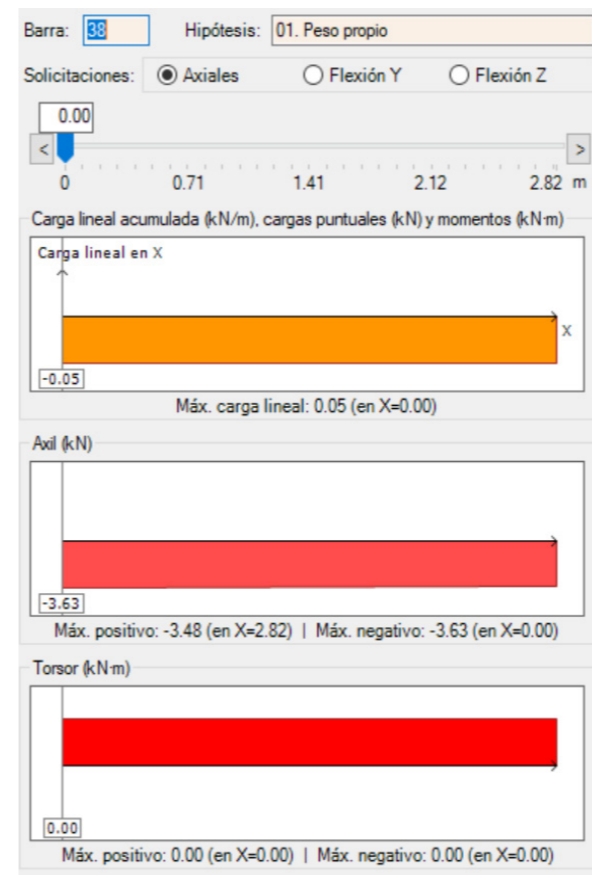 Barra: 38 Hipótesis: 01. Peso propio
Solicitaciones: Axiales Flexión Y Flexión Z
0.00
< >
0 0.71 1.41 2.12 2.82 m
Carga lineal acumulada (kN/m), cargas puntuales (kN) y momentos (kN·m)
Carga lineal en X
X
-0.05
Máx. carga lineal: 0.05 (en X=0.00)
Axil (kN)
-3.63
Máx. positivo: -3.48 (en X=2.82) | Máx. negativo: -3.63 (en X=0.00)
Torsor (kN·m)
0.00
Máx. positivo: 0.00 (en X=0.00) | Máx. negativo: 0.00 (en X=0.00)